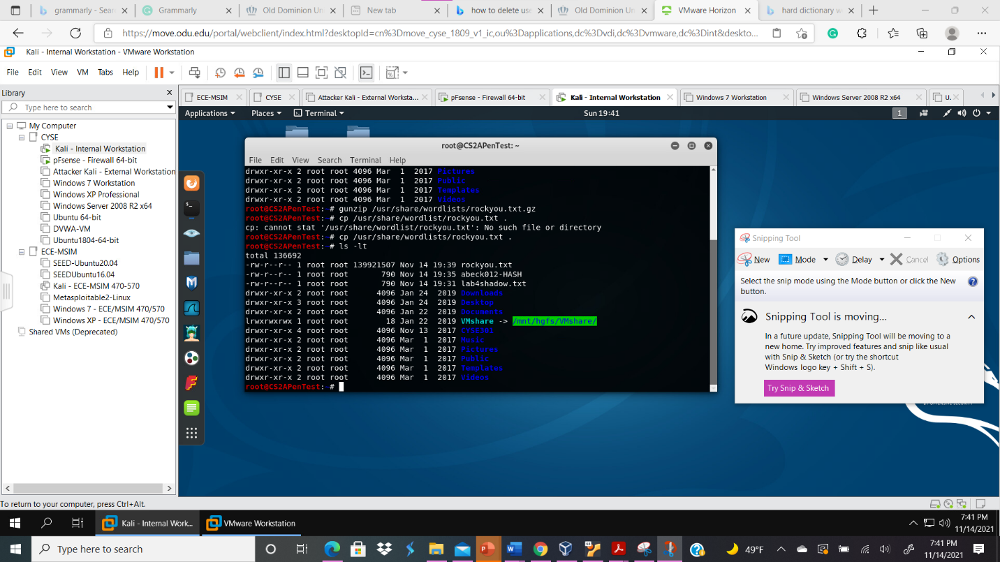 grammarly - Sear
Grammarly
Old Dominion Un
New tab
how to delete use
Old Dominion Un
VMware Horizon
hard dictionary w
https://move.odu.edu/portal/webclient/index.html?desktopId=cn%3Dmove_cyse_1809_v1_ic,ou%3Dapplications,dc%3Dvdi,dc%3Dvmware,dc%3Dint&deskto...
Kali - Internal Workstation - VMware Workstation
File Edit View VM Tabs Help
Library
Type here to search
My Computer
CYSE
Kali - Internal Workstation
pFsense - Firewall 64-bit
Attacker Kali - External Workstation
Windows 7 Workstation
Windows XP Professional
Windows Server 2008 R2 x64
Ubuntu 64-bit
DVWA-VM
Ubuntu1804-64-bit
ECE-MSIM
SEED-Ubuntu20.04
SEEDUbuntu16.04
Kali - ECE-MSIM 470-570
Metasploitable2-Linux
Windows 7 - ECE/MSIM 470/570
Windows XP - ECE/MSIM 470/570
Shared VMs (Deprecated)
ECE-MSIM
CYSE
Attacker Kali - External Worksta...
pFsense - Firewall 64-bit
Kali - Internal Workstation
Windows 7 Workstation
Windows Server 2008 R2 x64
U.
Applications Places Terminal Sun 19:41 1
root@CS2APenTest: ~
File Edit View Search Terminal Help
drwxr-xr-x 2 root root 4096 Mar 1 2017 Pictures
drwxr-xr-x 2 root root 4096 Mar 1 2017 Public
drwxr-xr-x 2 root root 4096 Mar 1 2017 Templates
drwxr-xr-x 2 root root 4096 Mar 1 2017 Videos
root@CS2APenTest:~# gunzip /usr/share/wordlists/rockyou.txt.gz
root@CS2APenTest:~# cp /usr/share/wordlist/rockyou.txt .
cp: cannot stat '/usr/share/wordlist/rockyou.txt': No such file or directory
root@CS2APenTest:~# cp /usr/share/wordlists/rockyou.txt .
root@CS2APenTest:~# ls -lt
total 136692
-rw-r--r-- 1 root root 139921507 Nov 14 19:39 rockyou.txt
-rw-r--r-- 1 root root 790 Nov 14 19:35 abeck012-HASH
-rw-r--r-- 1 root root 790 Nov 14 19:31 lab4shadow.txt
drwxr-xr-x 2 root root 4096 Jan 24 2019 Downloads
drwxr-xr-x 3 root root 4096 Jan 24 2019 Desktop
drwxr-xr-x 2 root root 4096 Jan 22 2019 Documents
lrwxrwxrwx 1 root root 18 Jan 22 2019 VMshare -> /mnt/hgfs/VMshare/
drwxr-xr-x 4 root root 4096 Nov 13 2017 CYSE301
drwxr-xr-x 2 root root 4096 Mar 1 2017 Music
drwxr-xr-x 2 root root 4096 Mar 1 2017 Pictures
drwxr-xr-x 2 root root 4096 Mar 1 2017 Public
drwxr-xr-x 2 root root 4096 Mar 1 2017 Templates
drwxr-xr-x 2 root root 4096 Mar 1 2017 Videos
root@CS2APenTest:~#
Snipping Tool
New Mode Delay Cancel Options
Select the snip mode using the Mode button or click the New
button.
Snipping Tool is moving...
In a future update, Snipping Tool will be moving to a
new home. Try improved features and snip like usual
with Snip & Sketch (or try the shortcut
Windows logo key + Shift + S).
Try Snip & Sketch
BY OFFENSIVE SECURITY
To return to your computer, press Ctrl+Alt.
Kali - Internal Work...
VMware Workstation
7:41 PM
11/14/2021
Type here to search
49°F
7:41 PM
11/14/2021